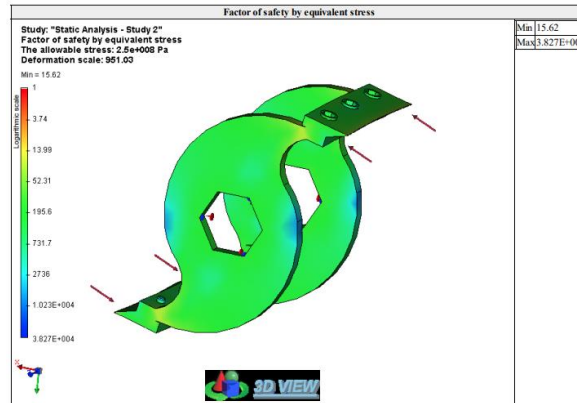 Factor of safety by equivalent stress
Study: "Static Analysis - Study 2"
Factor of safety by equivalent stress
The allowable stress: 2.5e+008 Pa
Deformation scale: 951.03
Min = 15.62
Min 15.62
Max 3.827E+00
Logarithmic scale
1
3.74
13.99
52.31
195.6
731.7
2736
1.023E+004
3.827E+004
X
3D VIEW